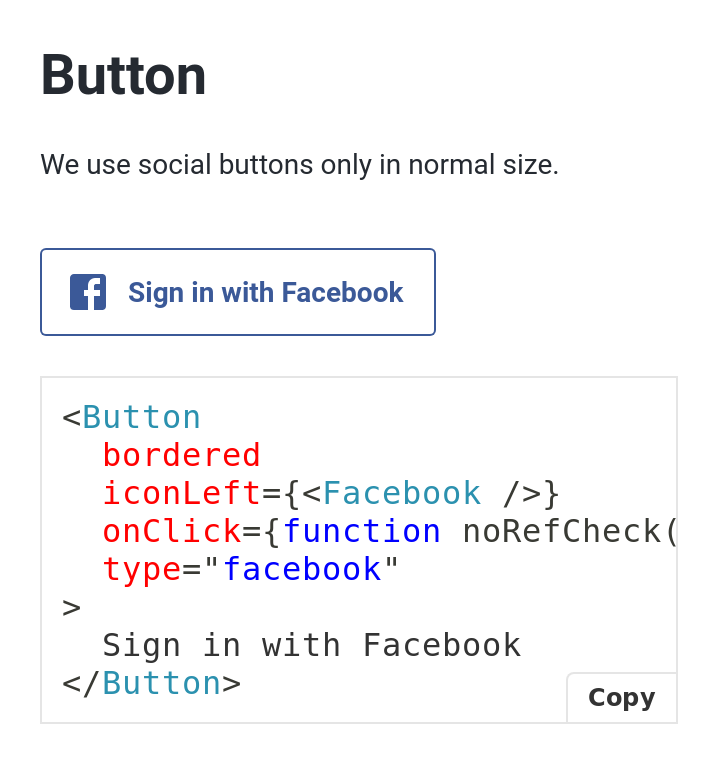 Button
We use social buttons only in normal size.
Sign in with Facebook
<Button
  bordered
  iconLeft={<Facebook />}
  onClick={function noRefCheck(
  type="facebook"
>
  Sign in with Facebook
</Button>
Copy